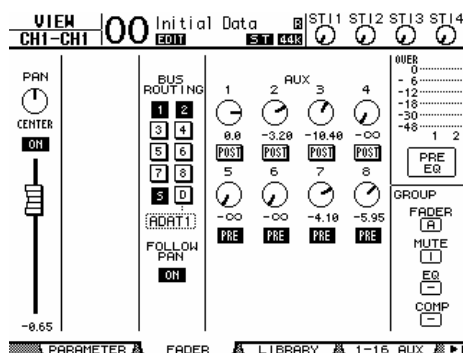 VIEW
CH1-CH1
00
Initial Data
EDIT
ST 44k
STI1 STI2 STI3 STI4
PAN
CENTER
ON
-0.65
BUS
ROUTING
1 2
3 4
5 6
7 8
S D
ADAT1
FOLLOW
PAN
ON
AUX
1 2 3 4
0.0 -3.20 -10.40 -∞
POST POST POST POST
5 6 7 8
-∞ -∞ -4.10 -5.95
PRE PRE PRE PRE
OVER
0
-6
-12
-18
-30
-48
1 2
PRE
EQ
GROUP
FADER
A
MUTE
I
EQ
-
COMP
-
PARAMETER FADER LIBRARY 1-16 AUX